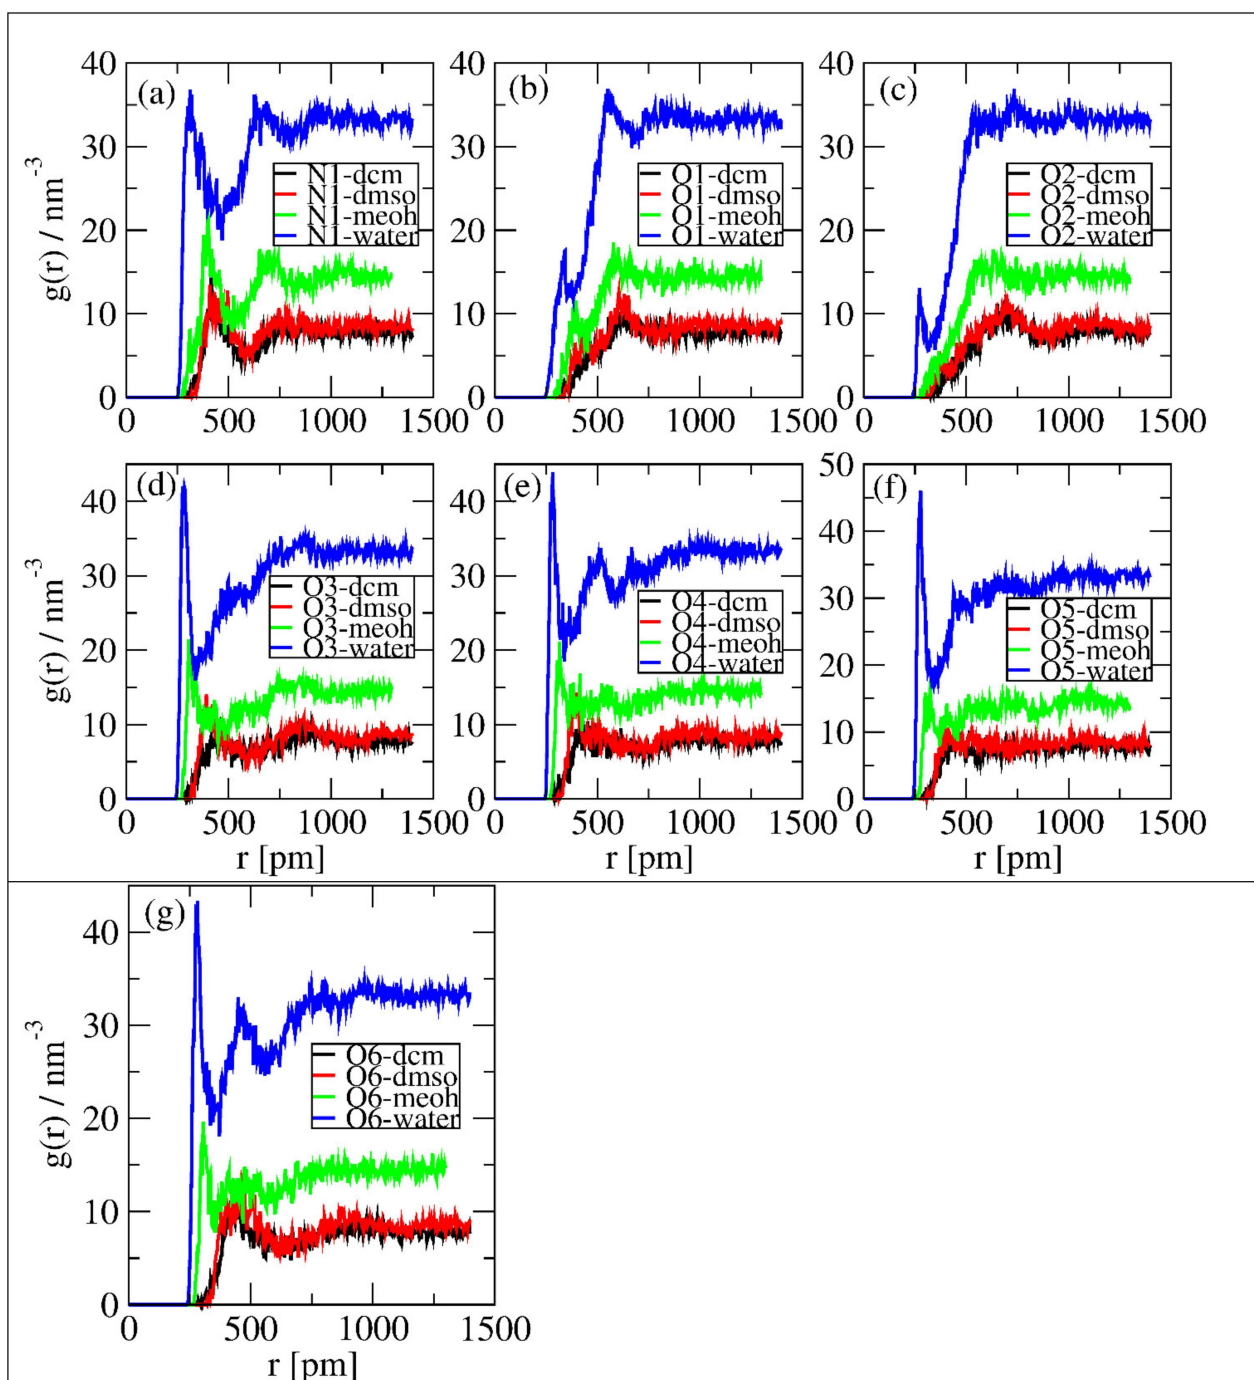 40 (a) 40 (b) 40 (c)
30 30 30
g(r) / nm-3
N1-dcm O1-dcm O2-dcm
N1-dmso O1-dmso O2-dmso
N1-meoh O1-meoh O2-meoh
N1-water O1-water O2-water
20 20 20
10 10 10
0 0 0
0 500 1000 1500 0 500 1000 1500 0 500 1000 1500
(d) (e) 50 (f)
40 40 40
30 30 30
g(r) / nm-3
O3-dcm O4-dcm O5-dcm
O3-dmso O4-dmso O5-dmso
O3-meoh O4-meoh O5-meoh
O3-water O4-water O5-water
20 20 20
10 10 10
0 0 0
0 500 1000 1500 0 500 1000 1500 0 500 1000 1500
r [pm] r [pm] r [pm]
(g)
40
30
g(r) / nm-3
O6-dcm
O6-dmso
O6-meoh
O6-water
20
10
0
0 500 1000 1500
r [pm]